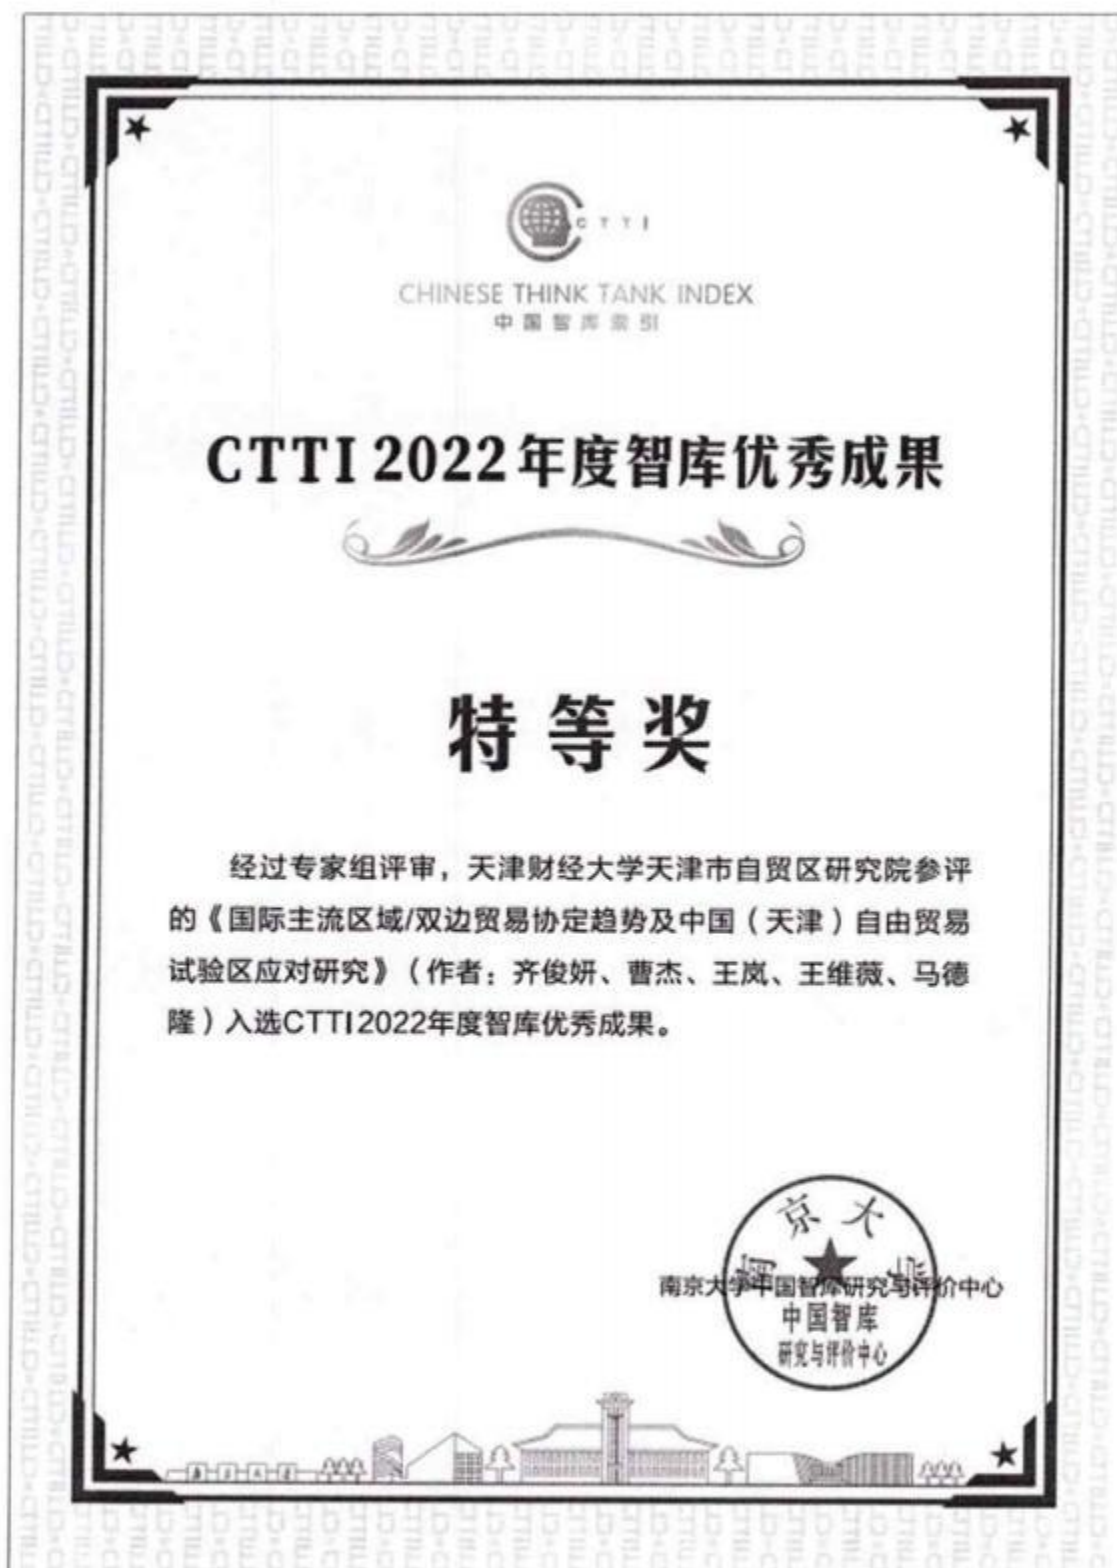 CTTI
CHINESE THINK TANK INDEX
中国智库索引
CTTI 2022年度智库优秀成果
特等奖
经过专家组评审，天津财经大学天津市自贸区研究院参评
的《国际主流区域/双边贸易协定趋势及中国（天津）自由贸易
试验区应对研究》（作者：齐俊妍、曹杰、王岚、王维薇、马德
隆）入选CTTI2022年度智库优秀成果。
南京大学
南京大学中国智库研究与评价中心
中国智库
研究与评价中心